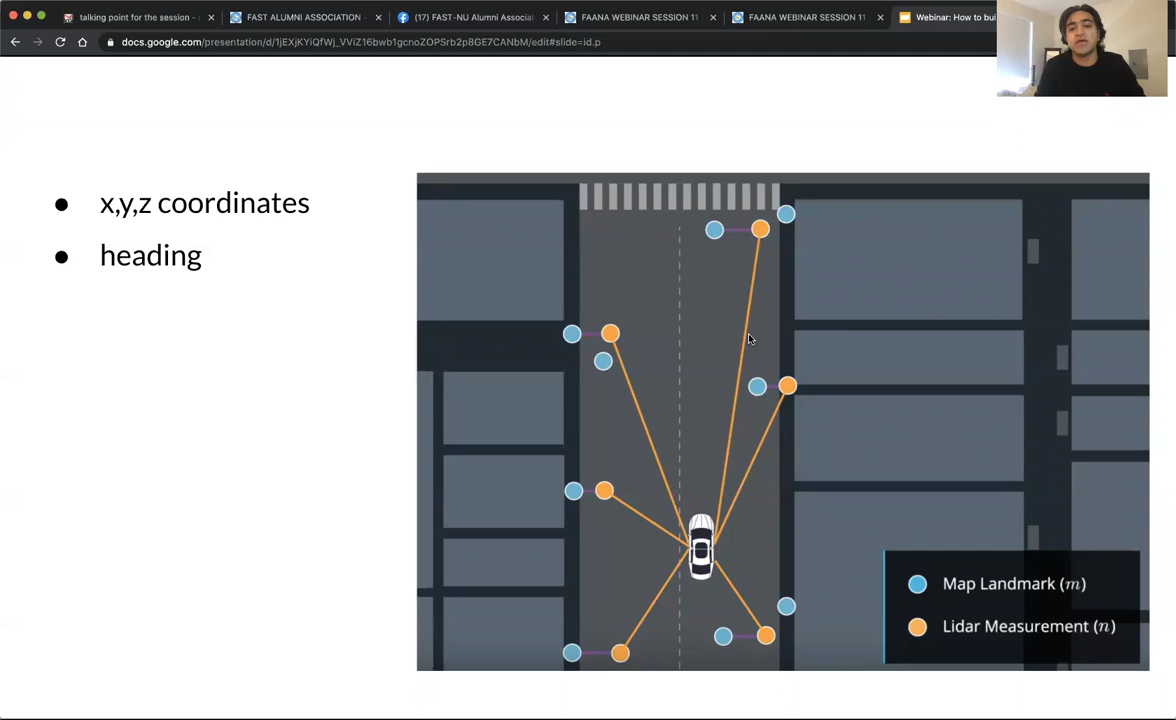 talking point for the session -
FAST ALUMNI ASSOCIATION -
(17) FAST-NU Alumni Associat
FAANA WEBINAR SESSION 11
FAANA WEBINAR SESSION 11
Webinar: How to bui
docs.google.com/presentation/d/1jEXjKYiQfWj_VViZ16bwb1gcnoZOPSrb2p8GE7CANbM/edit#slide=id.p
● x,y,z coordinates
● heading
Map Landmark (m)
Lidar Measurement (n)